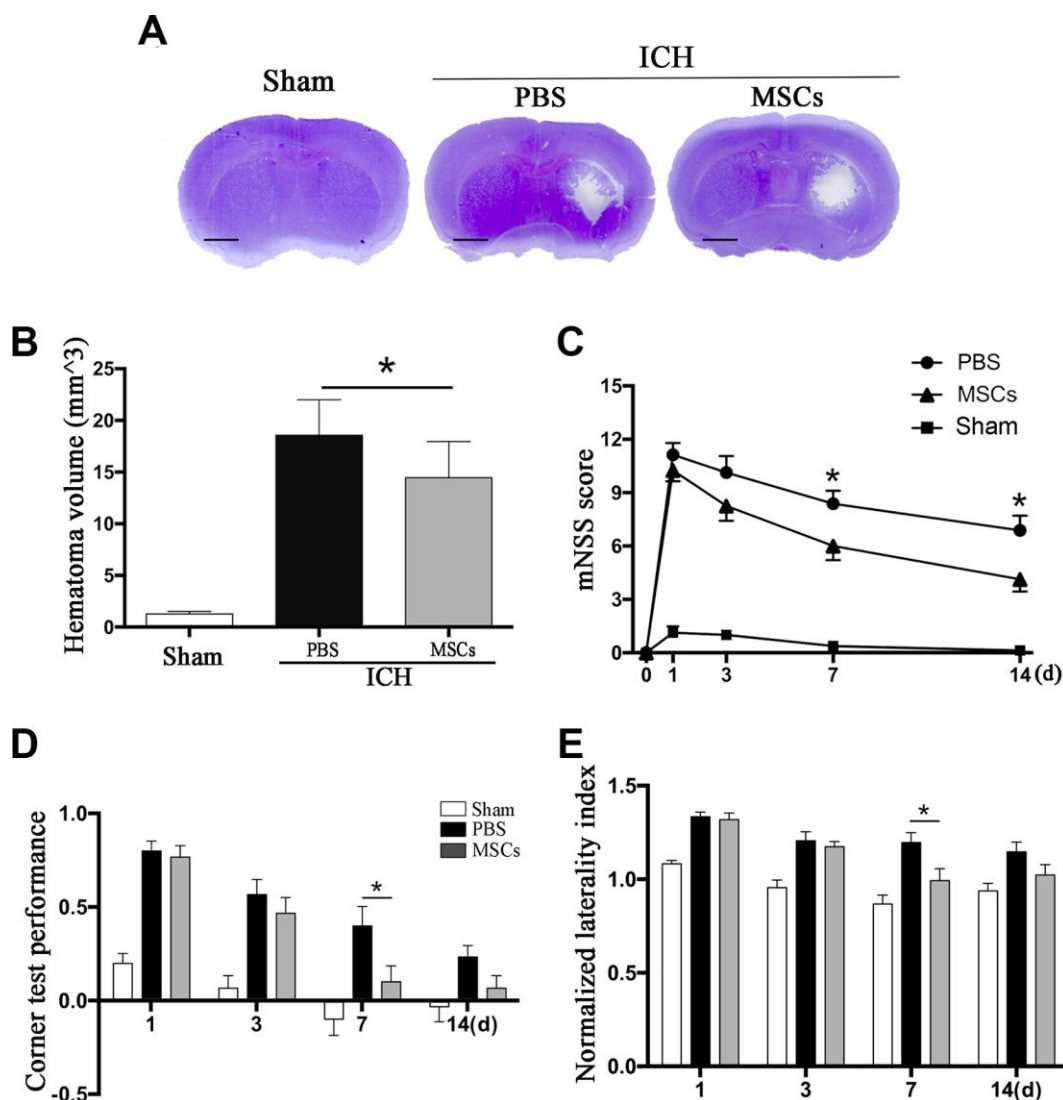 A
Sham
ICH
PBS
MSCs
B
Hematoma volume (mm^3)
25
20
15
10
5
0
*
Sham
PBS
MSCs
ICH
C
mNSS score
15
12
9
6
3
0
*
*
PBS
MSCs
Sham
0 1 3 7 14 (d)
D
Corner test performance
1.0
0.5
0.0
-0.5
Sham
PBS
MSCs
*
1 3 7 14(d)
E
Normalized laterality index
1.5
1.0
0.5
0.0
*
1 3 7 14(d)